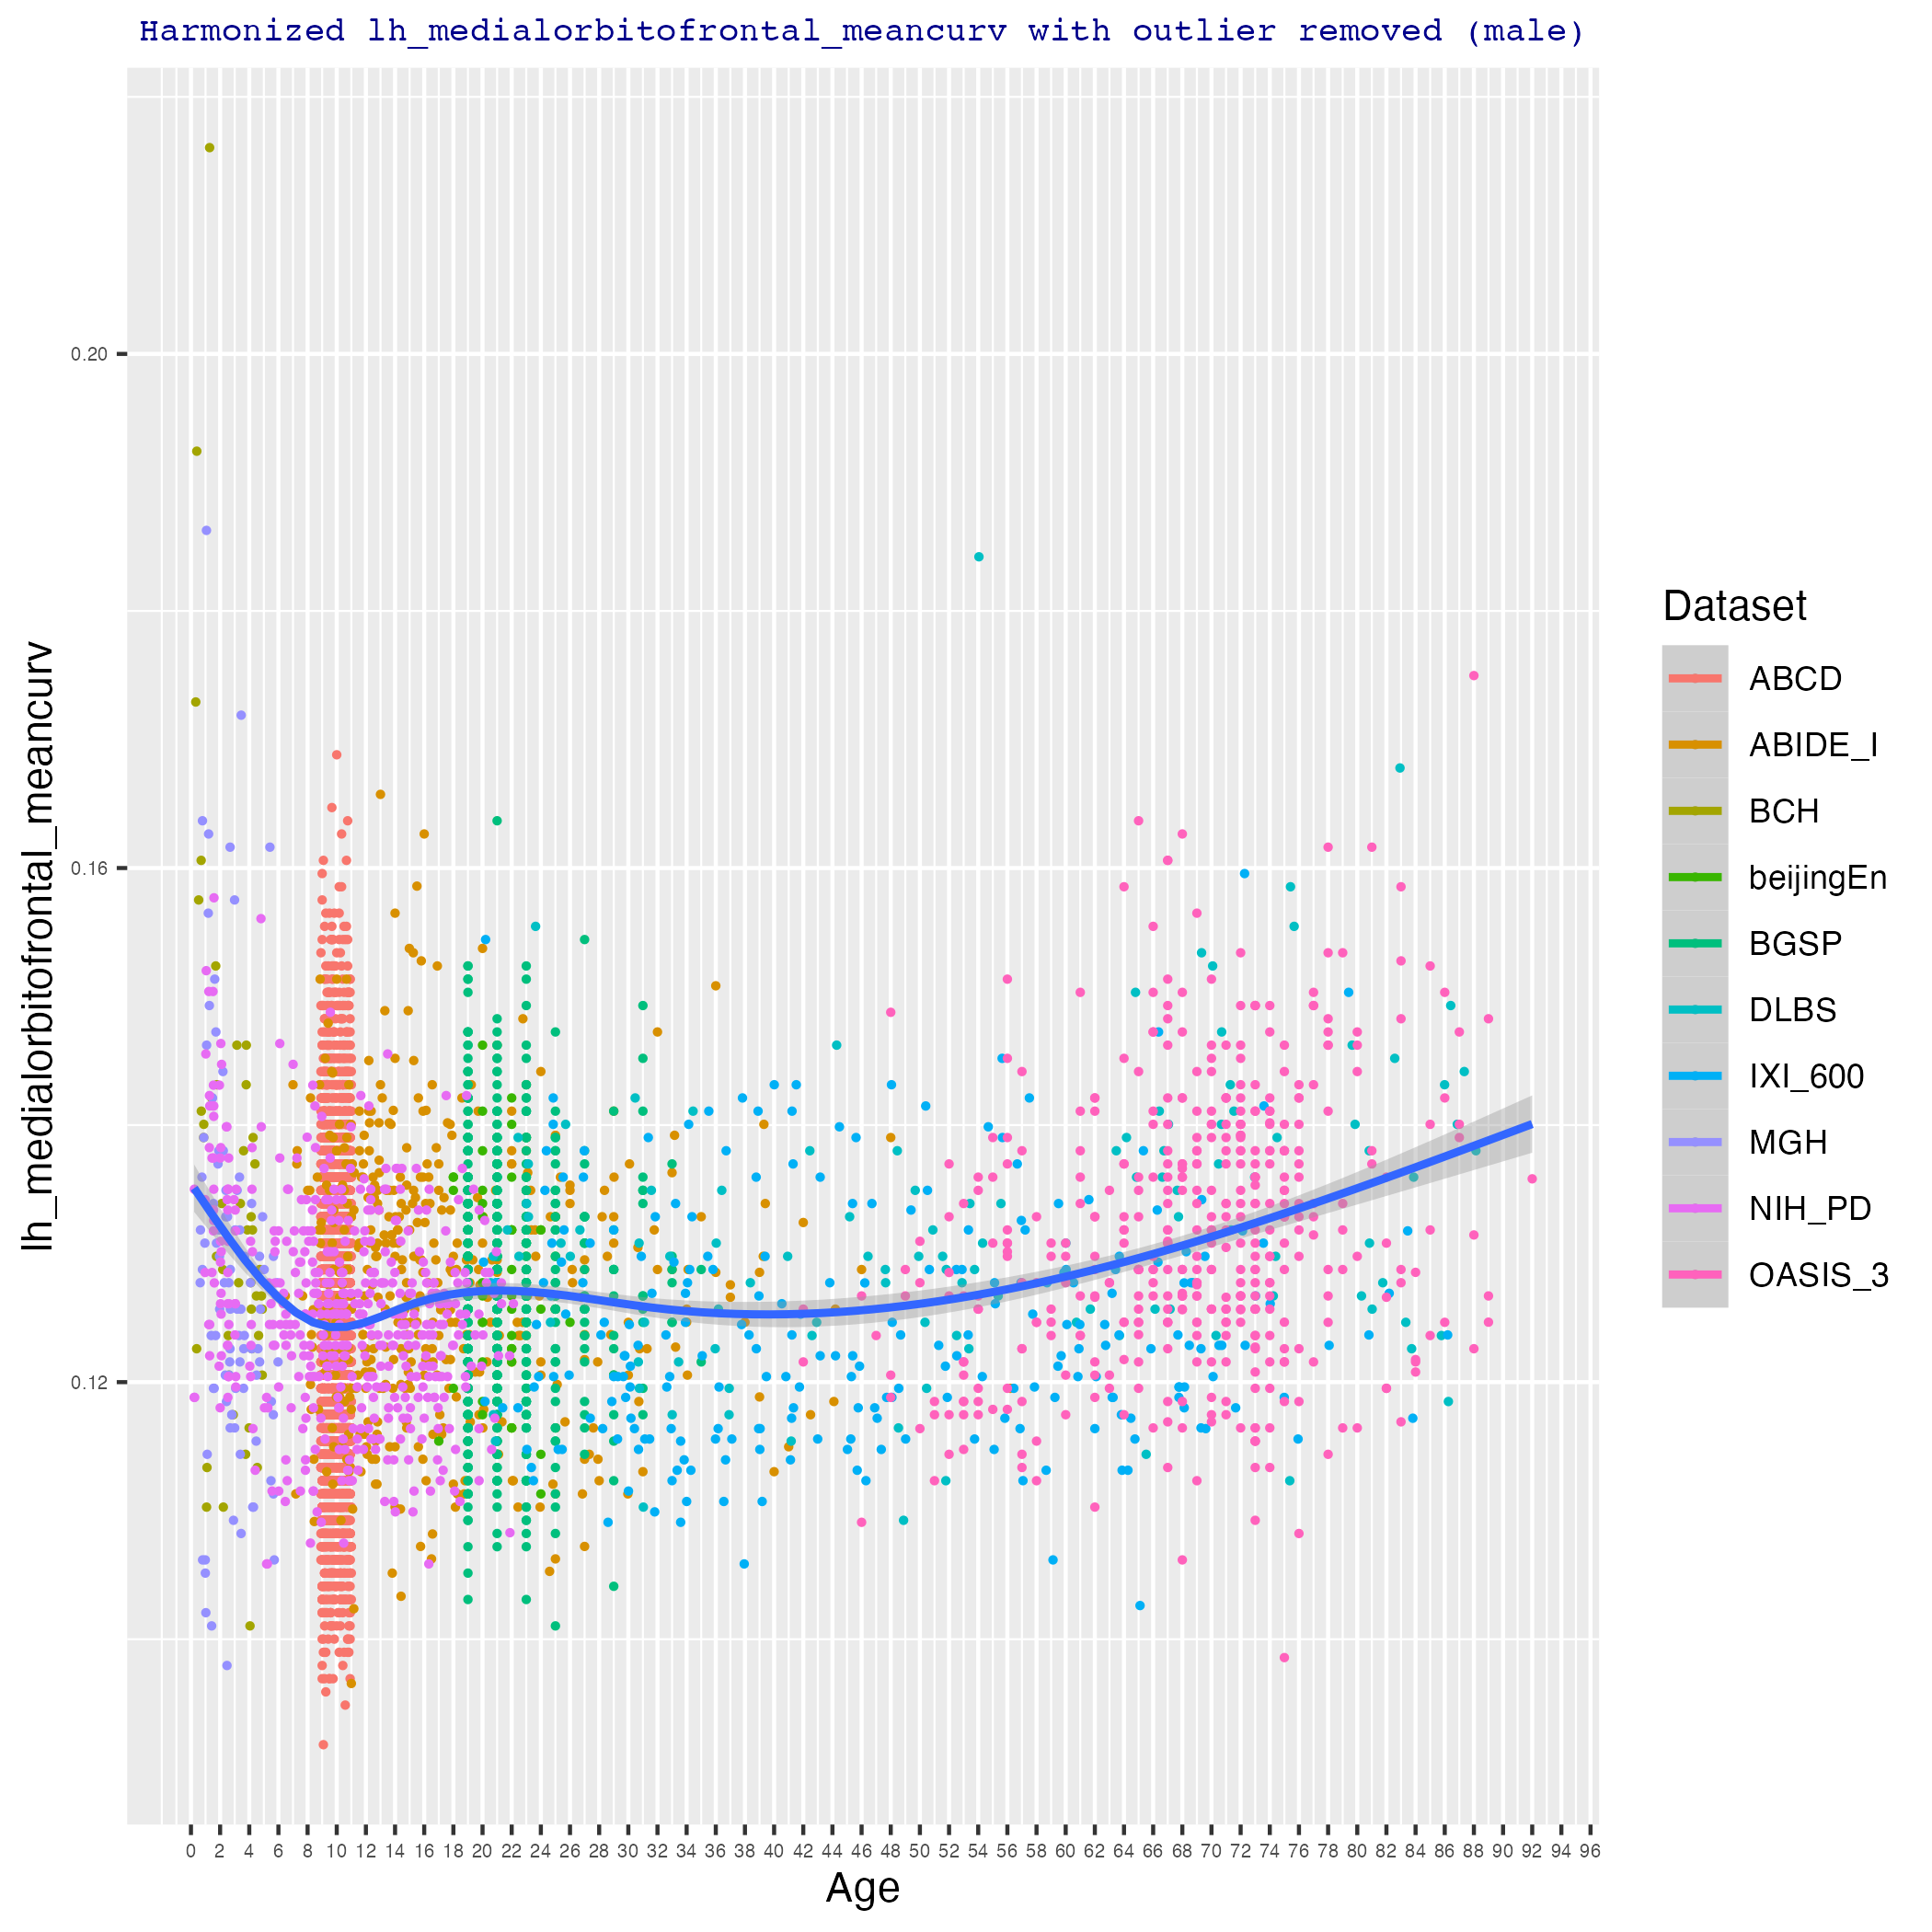 Harmonized lh_medialorbitofrontal_meancurv with outlier removed (male)
lh_medialorbitofrontal_meancurv
0.20
0.16
0.12
0 2 4 6 8 10 12 14 16 18 20 22 24 26 28 30 32 34 36 38 40 42 44 46 48 50 52 54 56 58 60 62 64 66 68 70 72 74 76 78 80 82 84 86 88 90 92 94 96
Age
Dataset
ABCD
ABIDE_I
BCH
beijingEn
BGSP
DLBS
IXI_600
MGH
NIH_PD
OASIS_3